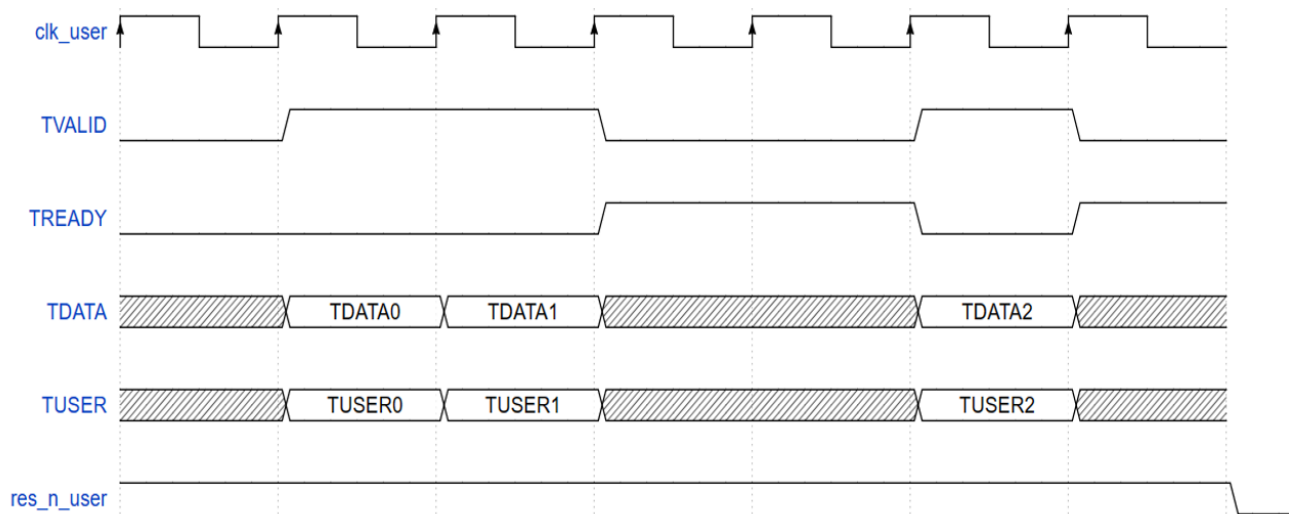 clk_user
TVALID
TREADY
TDATA TDATA0 TDATA1 TDATA2
TUSER TUSER0 TUSER1 TUSER2
res_n_user